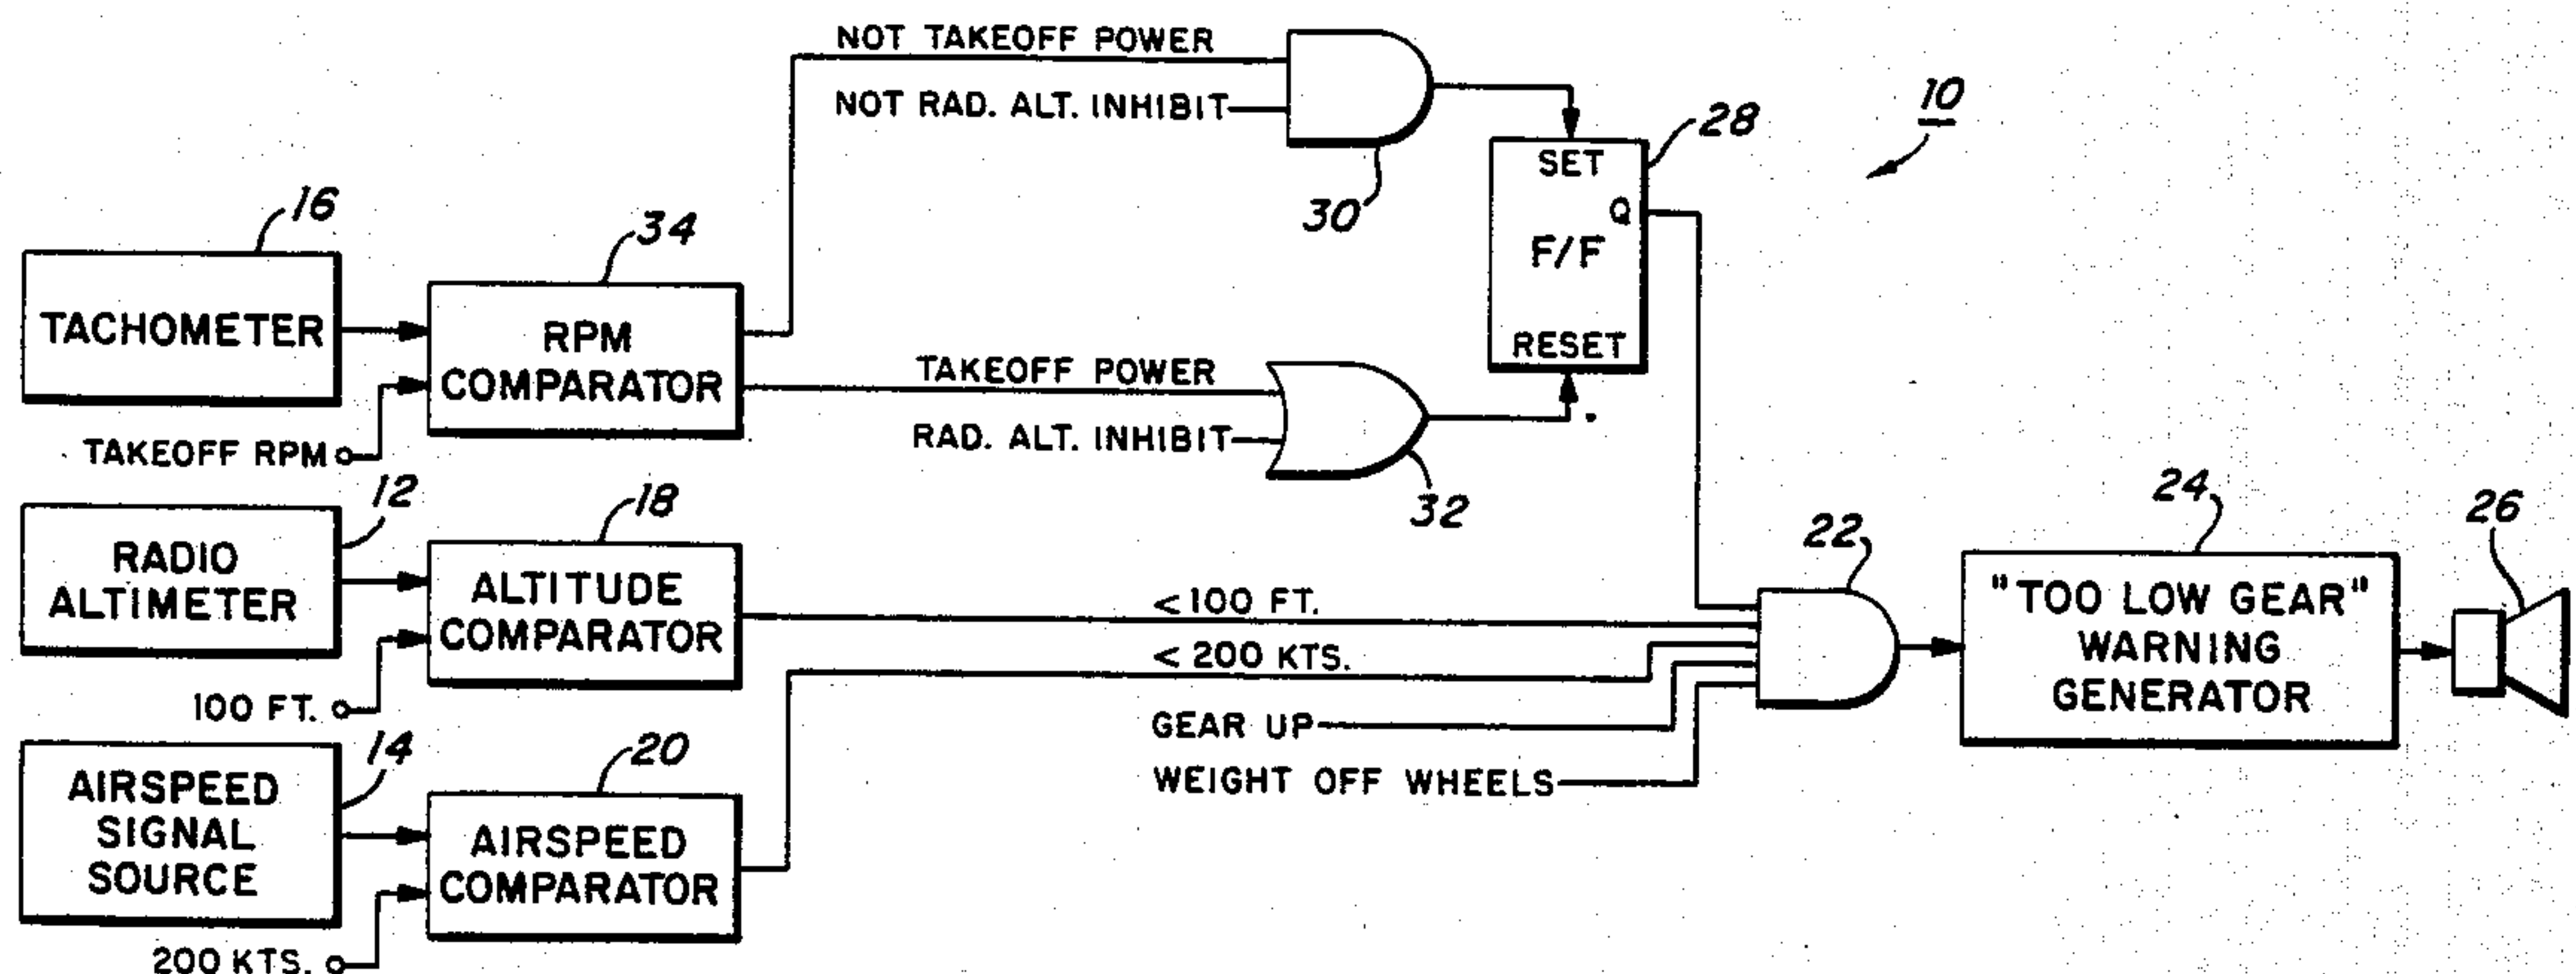 NOT TAKEOFF POWER
NOT RAD. ALT. INHIBIT
30
SET
Q
F/F
RESET
28
10
16
TACHOMETER
34
RPM
COMPARATOR
TAKEOFF RPM
TAKEOFF POWER
RAD. ALT. INHIBIT
32
12
RADIO
ALTIMETER
100 FT.
18
ALTITUDE
COMPARATOR
<100 FT.
<200 KTS.
GEAR UP
WEIGHT OFF WHEELS
22
24
"TOO LOW GEAR"
WARNING
GENERATOR
26
14
AIRSPEED
SIGNAL
SOURCE
200 KTS.
20
AIRSPEED
COMPARATOR